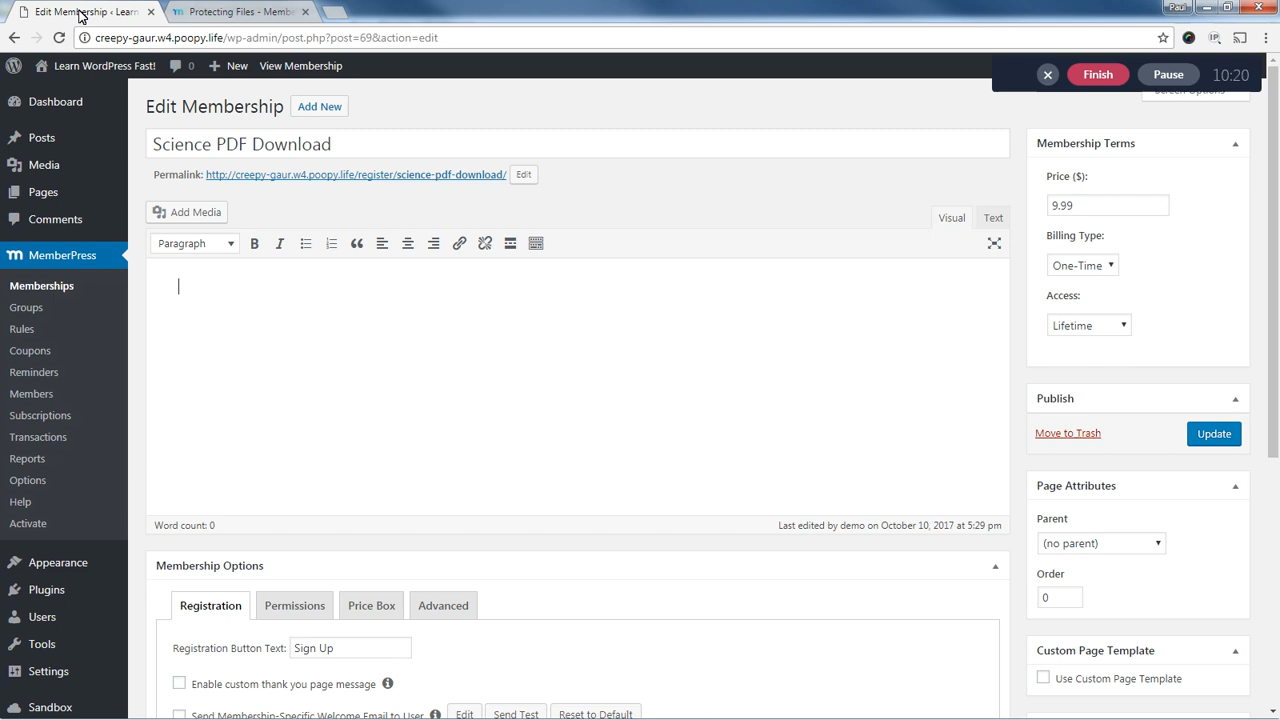 Edit Membership ‹ Learn
Protecting Files - Membe
Paul
creepy-gaur.w4.poopy.life/wp-admin/post.php?post=69&action=edit
Learn WordPress Fast!
0
New
View Membership
Finish
Pause
10:20
Screen Options
Dashboard
Posts
Media
Pages
Comments
MemberPress
Memberships
Groups
Rules
Coupons
Reminders
Members
Subscriptions
Transactions
Reports
Options
Help
Activate
Appearance
Plugins
Users
Tools
Settings
Sandbox
Edit Membership
Add New
Science PDF Download
Permalink: http://creepy-gaur.w4.poopy.life/register/science-pdf-download/
Edit
Add Media
Visual
Text
Paragraph
Word count: 0
Last edited by demo on October 10, 2017 at 5:29 pm
Membership Options
Registration
Permissions
Price Box
Advanced
Registration Button Text:
Sign Up
Enable custom thank you page message
Send Membership-Specific Welcome Email to User
Edit
Send Test
Reset to Default
Membership Terms
Price ($):
9.99
Billing Type:
One-Time
Access:
Lifetime
Publish
Move to Trash
Update
Page Attributes
Parent
(no parent)
Order
0
Custom Page Template
Use Custom Page Template